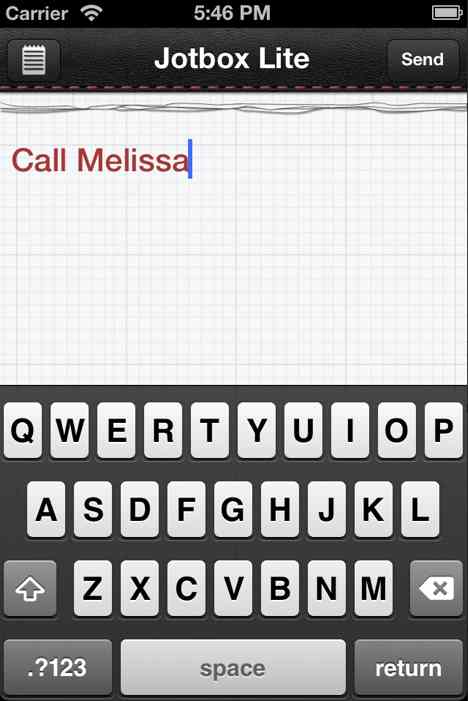 Carrier 5:46 PM
Jotbox Lite Send
Call Melissa
Q W E R T Y U I O P
A S D F G H J K L
Z X C V B N M
.?123 space return